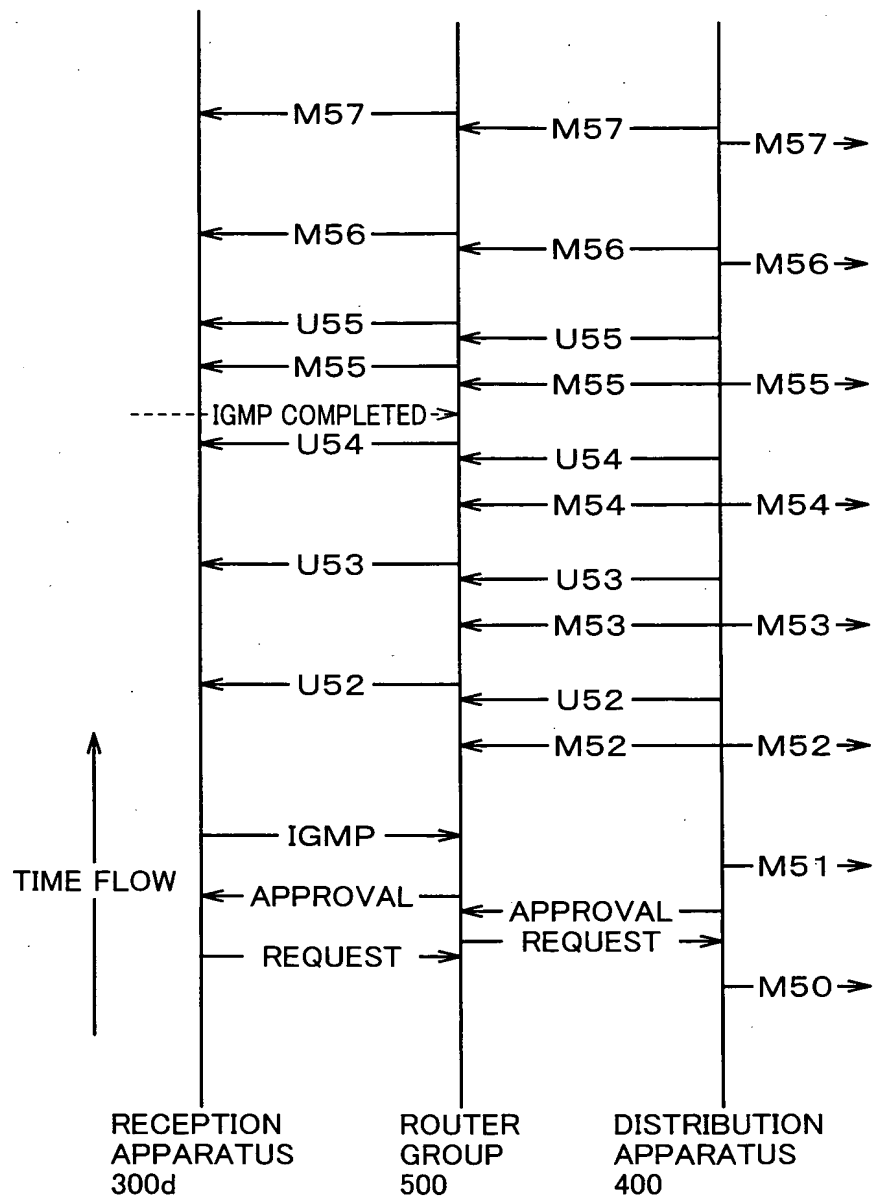 M57
M57
M57
M56
M56
M56
U55
U55
M55
M55
M55
IGMP COMPLETED
U54
U54
M54
M54
U53
U53
M53
M53
U52
U52
M52
M52
IGMP
M51
TIME FLOW
APPROVAL
APPROVAL
REQUEST
REQUEST
M50
RECEPTION
APPARATUS
300d
ROUTER
GROUP
500
DISTRIBUTION
APPARATUS
400